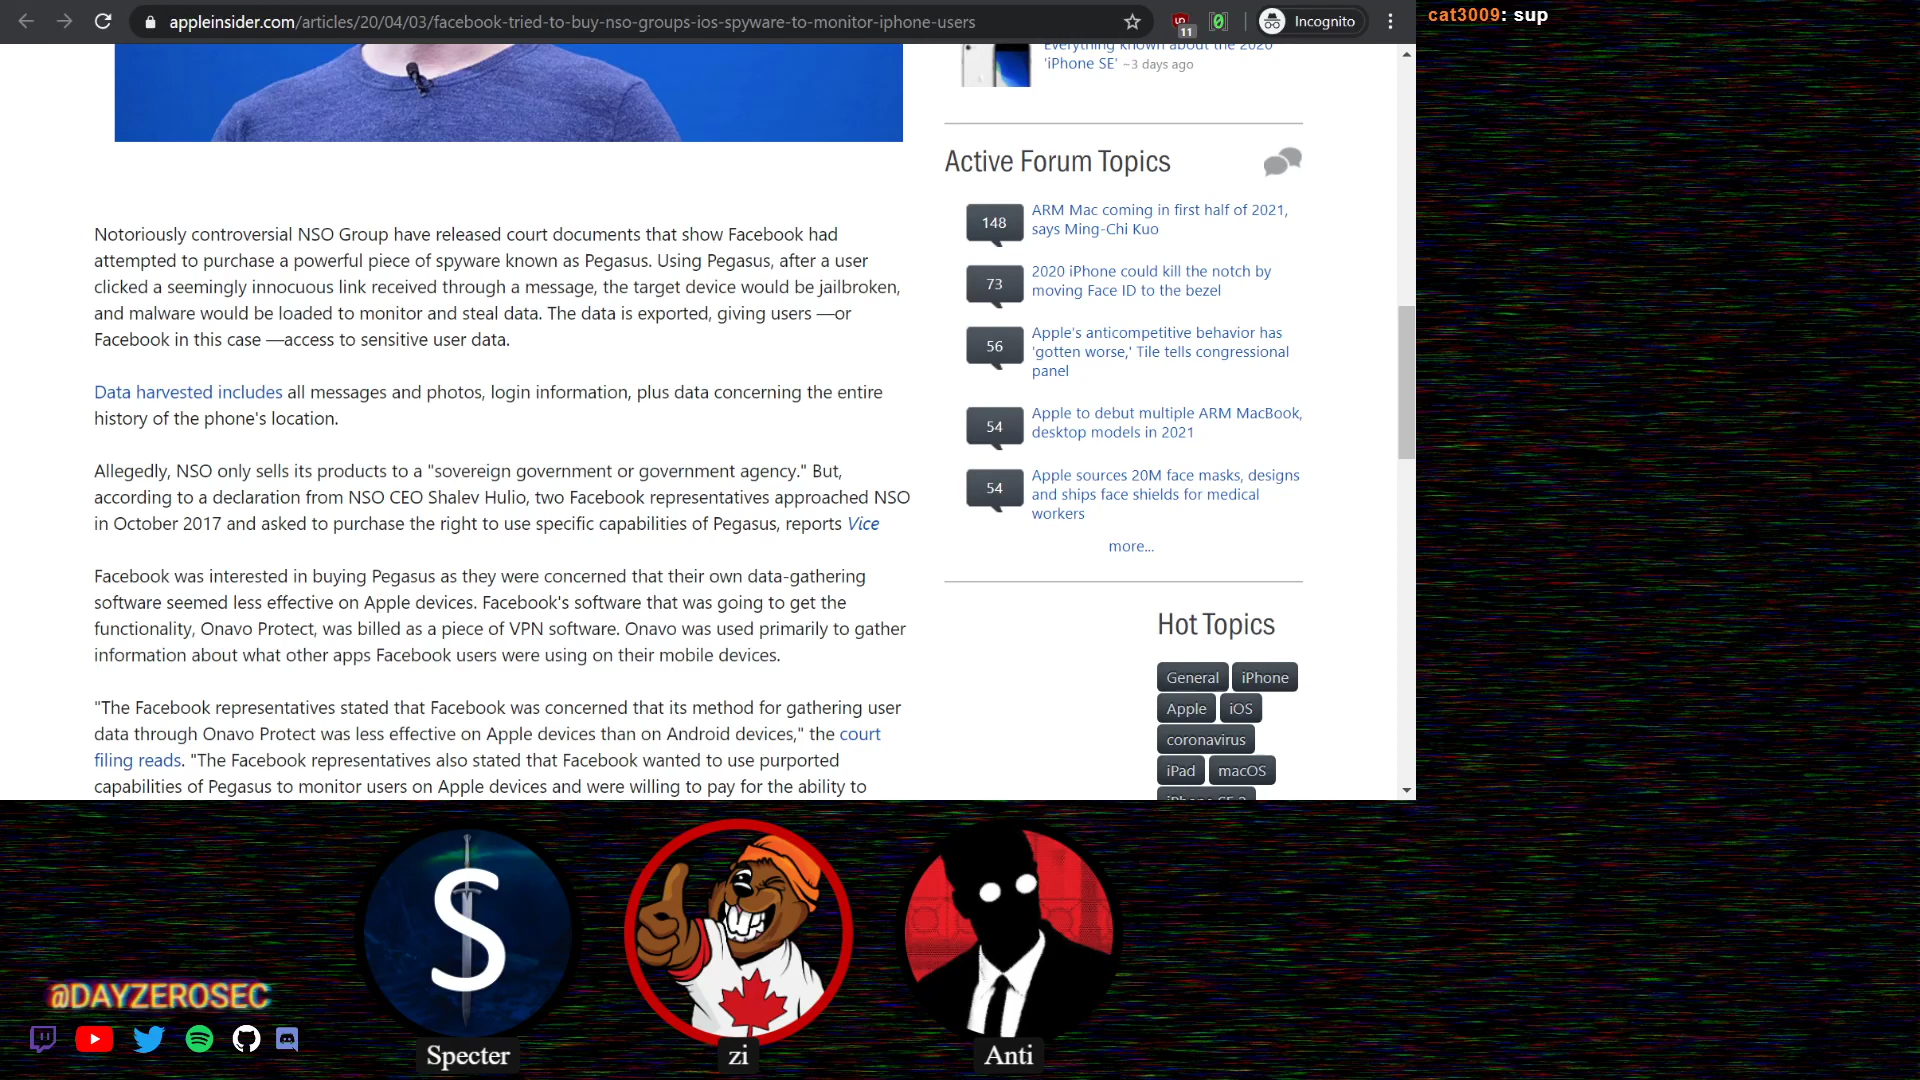 appleinsider.com/articles/20/04/03/facebook-tried-to-buy-nso-groups-ios-spyware-to-monitor-iphone-users
11
Incognito
cat3009: sup
Everything known about the 2020
'iPhone SE' ~3 days ago
Notoriously controversial NSO Group have released court documents that show Facebook had
attempted to purchase a powerful piece of spyware known as Pegasus. Using Pegasus, after a user
clicked a seemingly innocuous link received through a message, the target device would be jailbroken,
and malware would be loaded to monitor and steal data. The data is exported, giving users —or
Facebook in this case —access to sensitive user data.
Data harvested includes all messages and photos, login information, plus data concerning the entire
history of the phone's location.
Allegedly, NSO only sells its products to a "sovereign government or government agency." But,
according to a declaration from NSO CEO Shalev Hulio, two Facebook representatives approached NSO
in October 2017 and asked to purchase the right to use specific capabilities of Pegasus, reports Vice
Facebook was interested in buying Pegasus as they were concerned that their own data-gathering
software seemed less effective on Apple devices. Facebook's software that was going to get the
functionality, Onavo Protect, was billed as a piece of VPN software. Onavo was used primarily to gather
information about what other apps Facebook users were using on their mobile devices.
"The Facebook representatives stated that Facebook was concerned that its method for gathering user
data through Onavo Protect was less effective on Apple devices than on Android devices," the court
filing reads. "The Facebook representatives also stated that Facebook wanted to use purported
capabilities of Pegasus to monitor users on Apple devices and were willing to pay for the ability to
Active Forum Topics
148
ARM Mac coming in first half of 2021,
says Ming-Chi Kuo
73
2020 iPhone could kill the notch by
moving Face ID to the bezel
56
Apple's anticompetitive behavior has
'gotten worse,' Tile tells congressional
panel
54
Apple to debut multiple ARM MacBook,
desktop models in 2021
54
Apple sources 20M face masks, designs
and ships face shields for medical
workers
more...
Hot Topics
General iPhone
Apple iOS
coronavirus
iPad macOS
iPhone SE 2
S
@DAYZEROSEC
Specter
zi
Anti